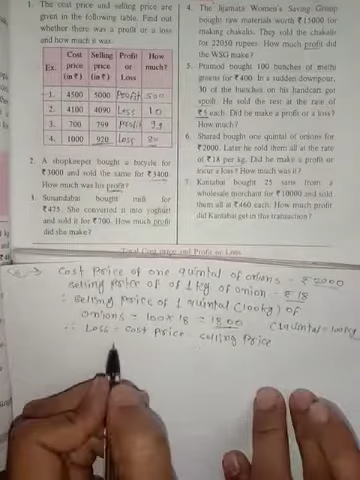 1. The cost price and selling price are
given in the following table. Find out
whether there was a profit or a loss
and how much it was.
Ex. Cost price (in ₹) Selling price (in ₹) Profit or Loss How much?
1. 4500 5000 Profit 500
2. 4100 4090 Loss 10
3. 700 799 Profit 99
4. 1000 920 Loss 80
2. A shopkeeper bought a bicycle for
₹3000 and sold the same for ₹3400.
How much was his profit?
3. Sunandabai bought milk for
₹475. She converted it into yoghurt
and sold it for ₹700. How much profit
did she make?
4. The Women's Saving Group
bought raw materials worth ₹15000 for
making chakalis. They sold the chakalis
for 22050 rupees. How much profit did
the WSG make?
5. Pramod bought 100 bunches of methi
greens for ₹400. In a sudden downpour,
30 of the bunches on his handcart got
spoilt. He sold the rest at the rate of
₹5 each. Did he make a profit or a loss?
How much?
6. Sharad bought one quintal of onions for
₹2000. Later he sold them all at the rate
of ₹18 per kg. Did he make a profit or
incur a loss? How much was it?
7. Kantabai bought 25 saris from a
wholesale merchant for ₹10000 and sold
them all at ₹460 each. How much profit
did Kantabai get in this transaction?
Total Cost price and Profit or Loss
Cost Price of one quintal of onions = ₹2000
Selling Price of of 1 kg of onion = ₹18
∴ Selling Price of 1 quintal (100kg) of
onions = 100×18 = 1800 (1 quintal = 100kg)
∴ Loss = Cost Price - selling Price